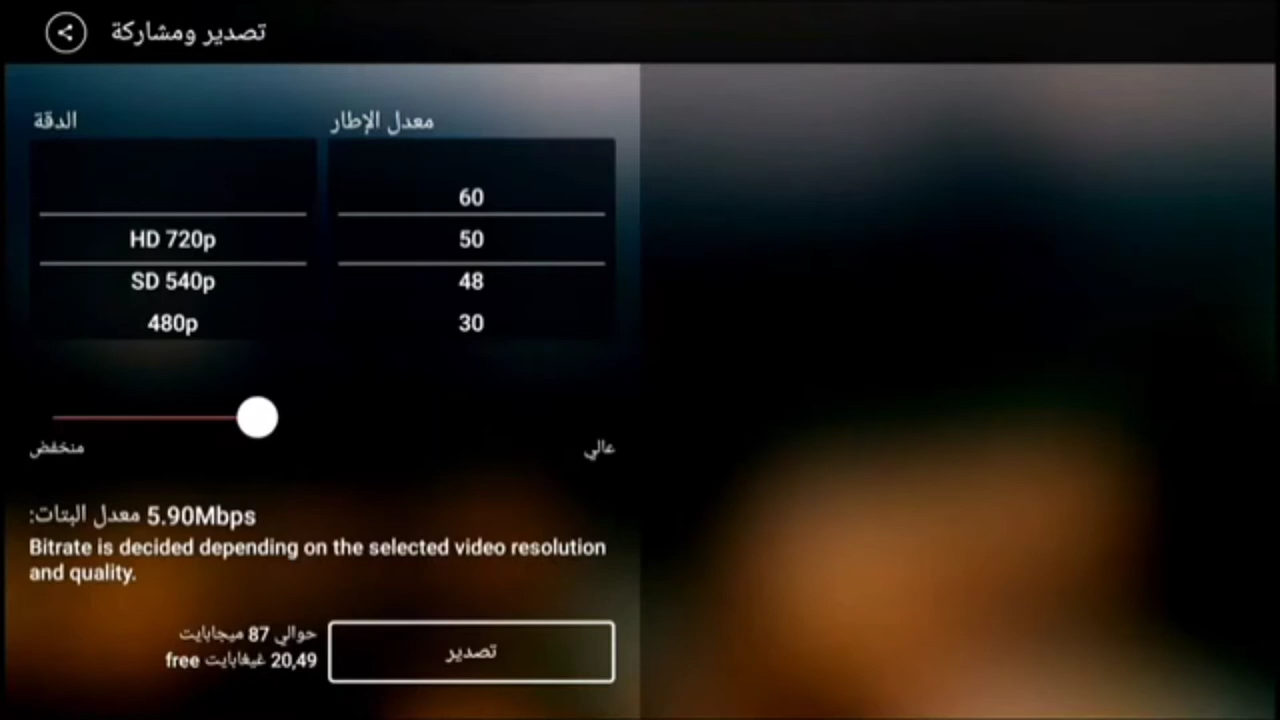 تصدير ومشاركة
الدقة
معدل الإطار
HD 720p
SD 540p
480p
60
50
48
30
منخفض
عالي
معدل البتات: 5.90Mbps
Bitrate is decided depending on the selected video resolution
and quality.
حوالي 87 ميجابايت
20,49 غيغابايت free
تصدير